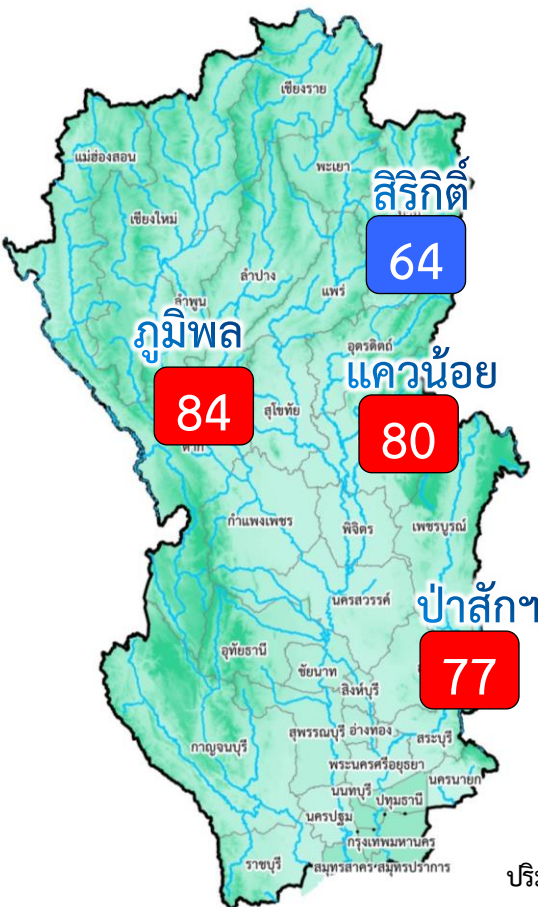 เชียงราย
แม่ฮ่องสอน
พะเยา
สิริกิติ์
เชียงใหม่
64
ลำปาง
แพร่
ลำพูน
ภูมิพล
อุตรดิตถ์
แควน้อย
84
สุโขทัย
80
ตาก
กำแพงเพชร
พิจิตร
เพชรบูรณ์
นครสวรรค์
ป่าสักฯ
อุทัยธานี
ชัยนาท
77
สิงห์บุรี
สุพรรณบุรี อ่างทอง
สระบุรี
กาญจนบุรี
พระนครศรีอยุธยา
นครนายก
นนทบุรี
ปทุมธานี
นครปฐม
กรุงเทพมหานคร
ราชบุรี
สมุทรสาคร สมุทรปราการ